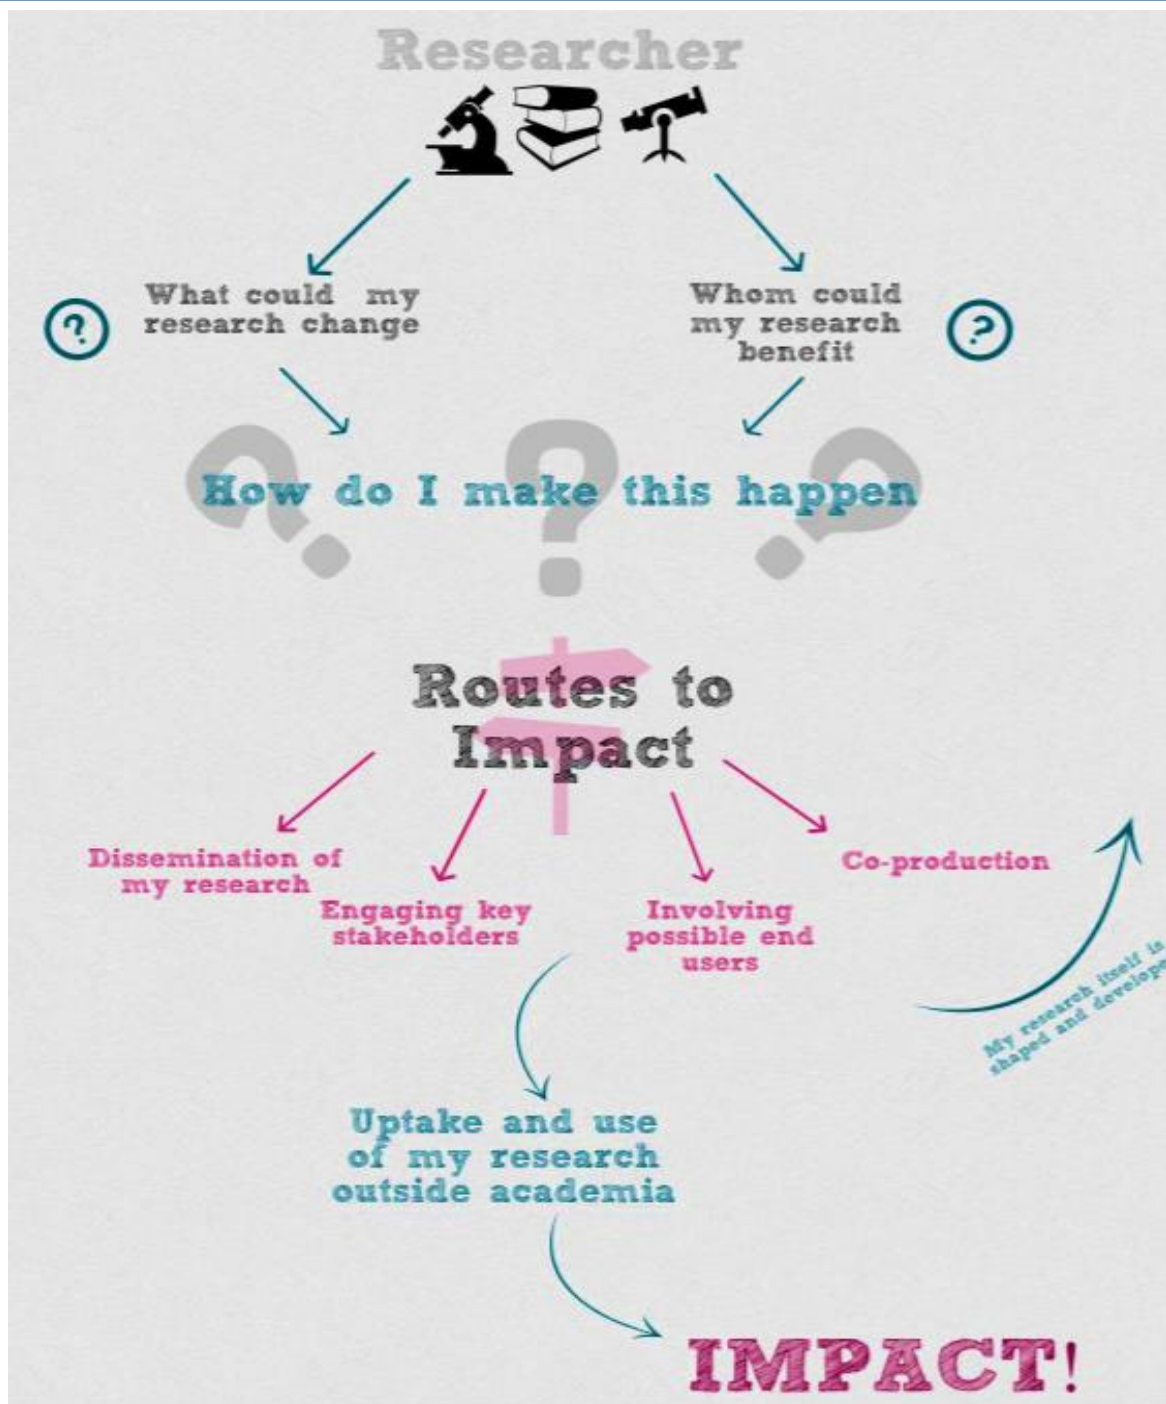 Researcher
What could my
research change
?
Whom could
my research
benefit
?
? ? ?
How do I make this happen
Routes to
Impact
Dissemination of
my research
Engaging key
stakeholders
Involving
possible end
users
Co-production
My research itself is
shaped and develope
Uptake and use
of my research
outside academia
IMPACT!